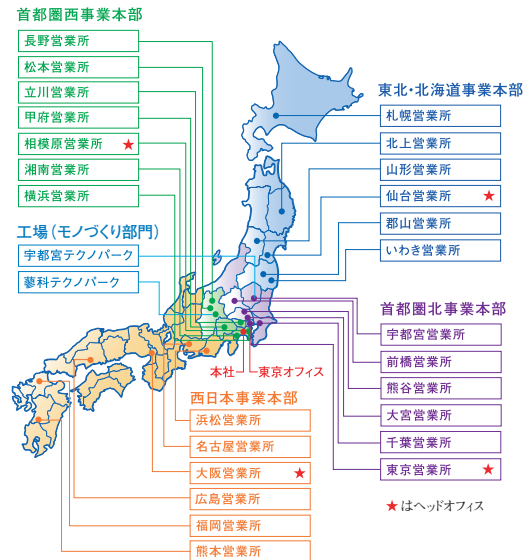 首都圏西事業本部
長野営業所
松本営業所
立川営業所
甲府営業所
相模原営業所 ★
湘南営業所
横浜営業所
工場（モノづくり部門）
宇都宮テクノパーク
蓼科テクノパーク
東北・北海道事業本部
札幌営業所
北上営業所
山形営業所
仙台営業所 ★
郡山営業所
いわき営業所
首都圏北事業本部
宇都宮営業所
前橋営業所
熊谷営業所
大宮営業所
千葉営業所
東京営業所 ★
本社 東京オフィス
西日本事業本部
浜松営業所
名古屋営業所
大阪営業所 ★
広島営業所
福岡営業所
熊本営業所
★はヘッドオフィス